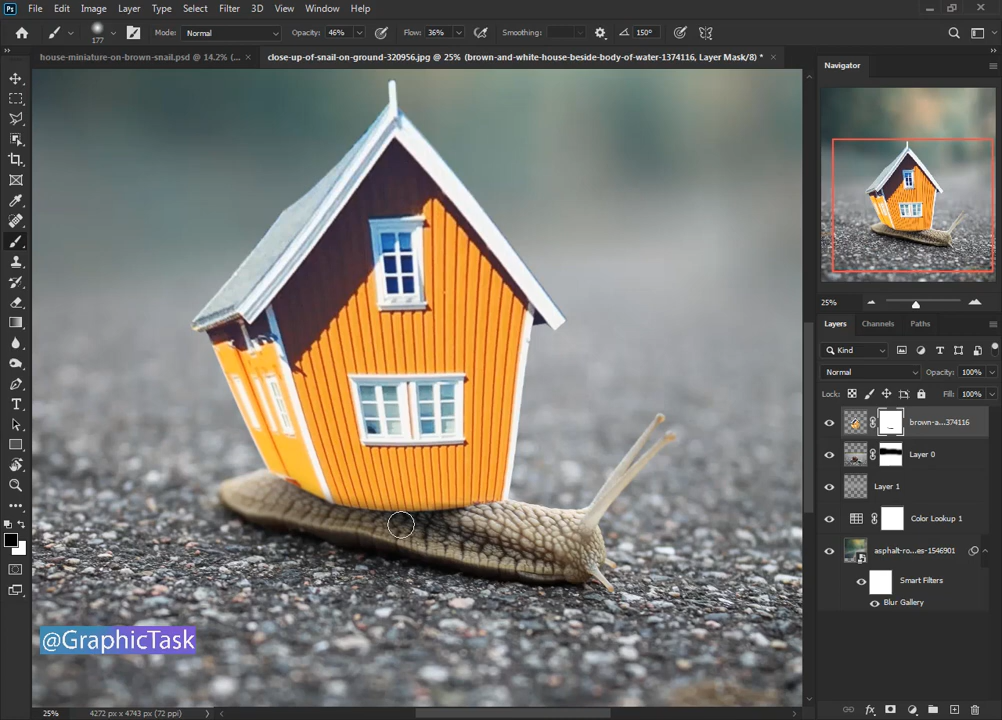 Ps File Edit Image Layer Type Select Filter 3D View Window Help
177 Mode: Normal Opacity: 46% Flow: 36% Smoothing: 150°
house-miniature-on-brown-snail.psd @ 14.2% (... × close-up-of-snail-on-ground-320956.jpg @ 25% (brown-and-white-house-beside-body-of-water-1374116, Layer Mask/8) * ×
Navigator
25%
Layers Channels Paths
Kind
Normal Opacity: 100%
Lock: Fill: 100%
brown-a...374116
Layer 0
Layer 1
Color Lookup 1
asphalt-ro...es-1546901
Smart Filters
Blur Gallery
@GraphicTask
25% 4272 px x 4743 px (72 ppi)